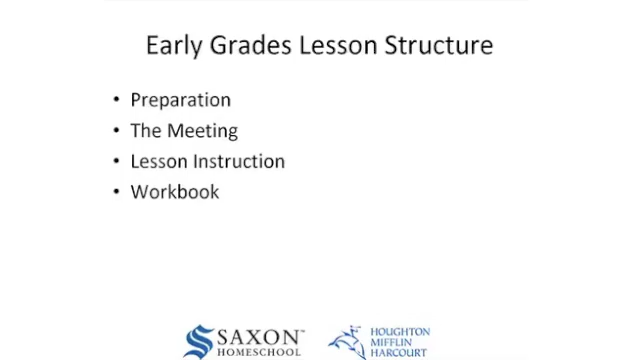 Early Grades Lesson Structure
• Preparation
• The Meeting
• Lesson Instruction
• Workbook
SAXON™
HOMESCHOOL
HOUGHTON
MIFFLIN
HARCOURT